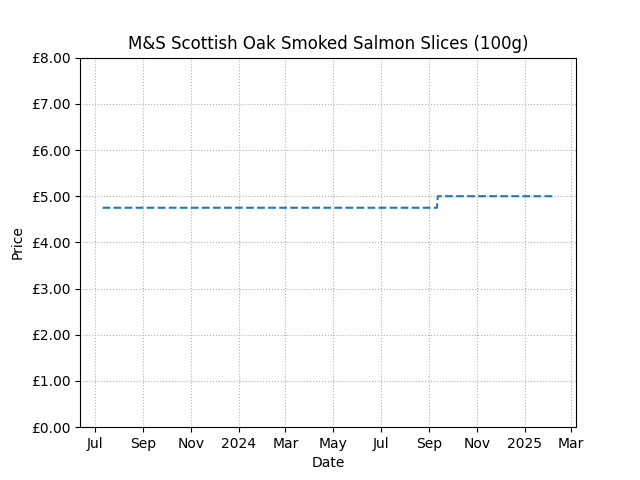 M&S Scottish Oak Smoked Salmon Slices (100g)
£8.00
£7.00
£6.00
£5.00
£4.00
£3.00
£2.00
£1.00
£0.00
Price
Jul Sep Nov 2024 Mar May Jul Sep Nov 2025 Mar
Date